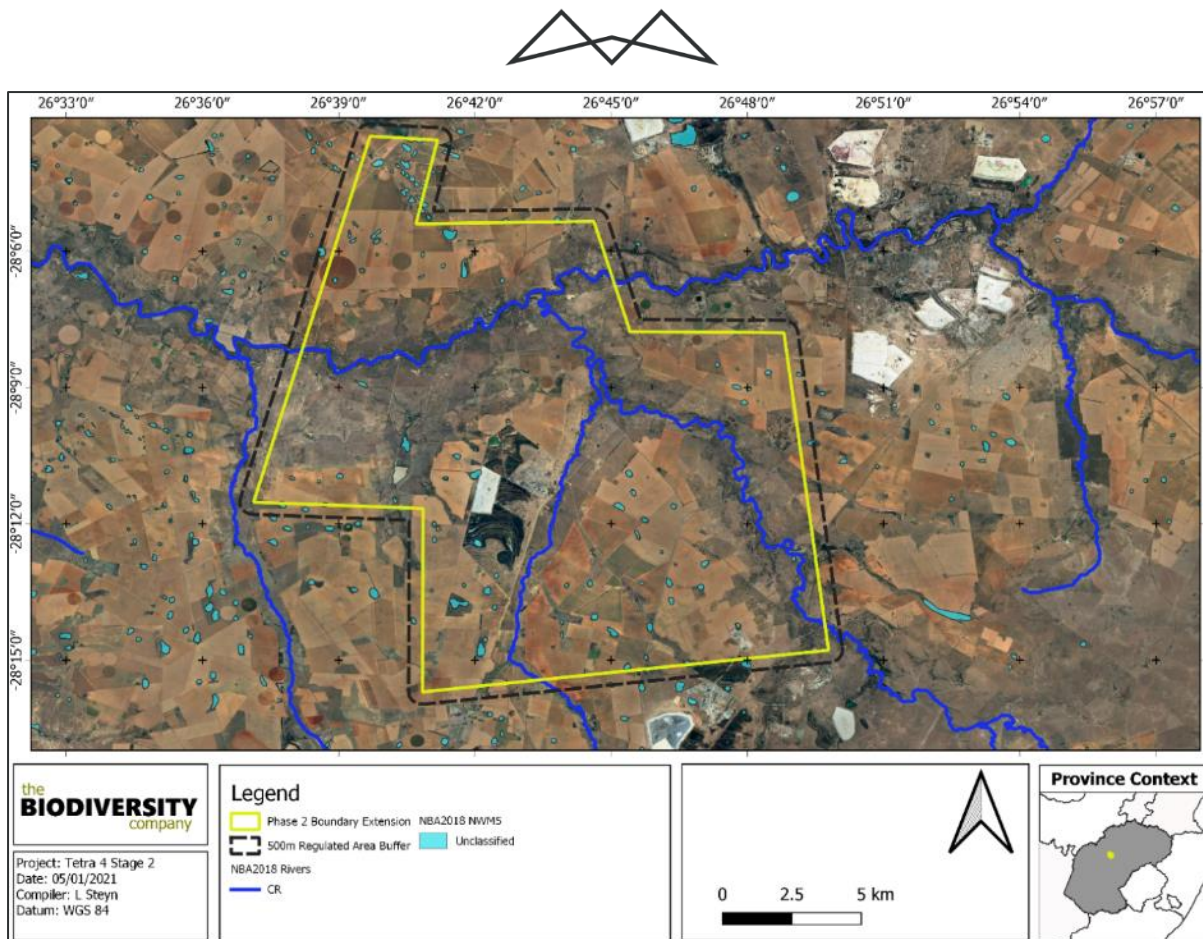 26°33′0″ 26°36′0″ 26°39′0″ 26°42′0″ 26°45′0″ 26°48′0″ 26°51′0″ 26°54′0″ 26°57′0″
-28°6′0″
-28°9′0″
-28°12′0″
-28°15′0″
the
BIODIVERSITY
company
Project: Tetra 4 Stage 2
Date: 05/01/2021
Compiler: L Steyn
Datum: WGS 84
Legend
Phase 2 Boundary Extension
500m Regulated Area Buffer
NBA2018 Rivers
CR
NBA2018 NWM5
Unclassified
0 2.5 5 km
Province Context